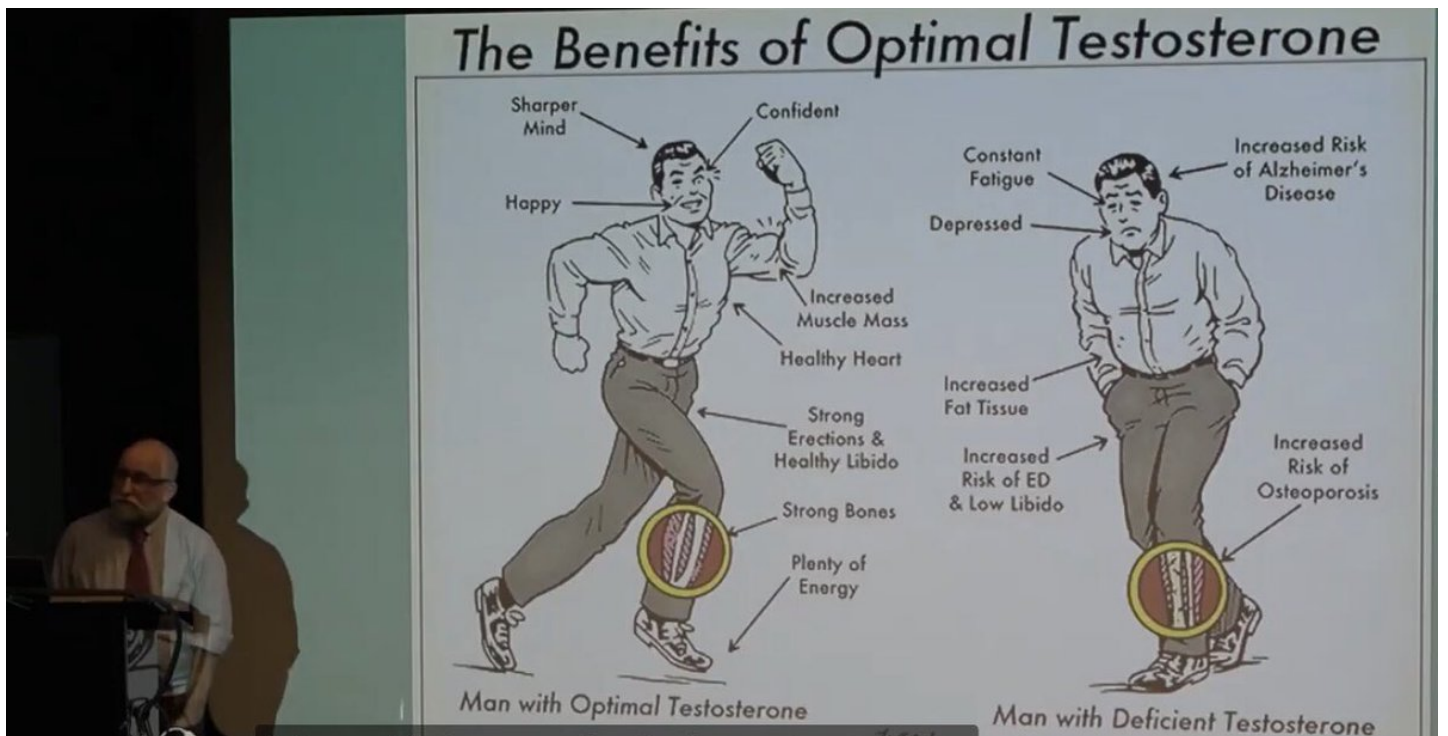 The Benefits of Optimal Testosterone
Sharper
Mind
Confident
Happy
Increased
Muscle Mass
Healthy Heart
Strong
Erections &
Healthy Libido
Strong Bones
Plenty of
Energy
Man with Optimal Testosterone
Constant
Fatigue
Increased Risk
of Alzheimer's
Disease
Depressed
Increased
Fat Tissue
Increased
Risk of ED
& Low Libido
Increased
Risk of
Osteoporosis
Man with Deficient Testosterone